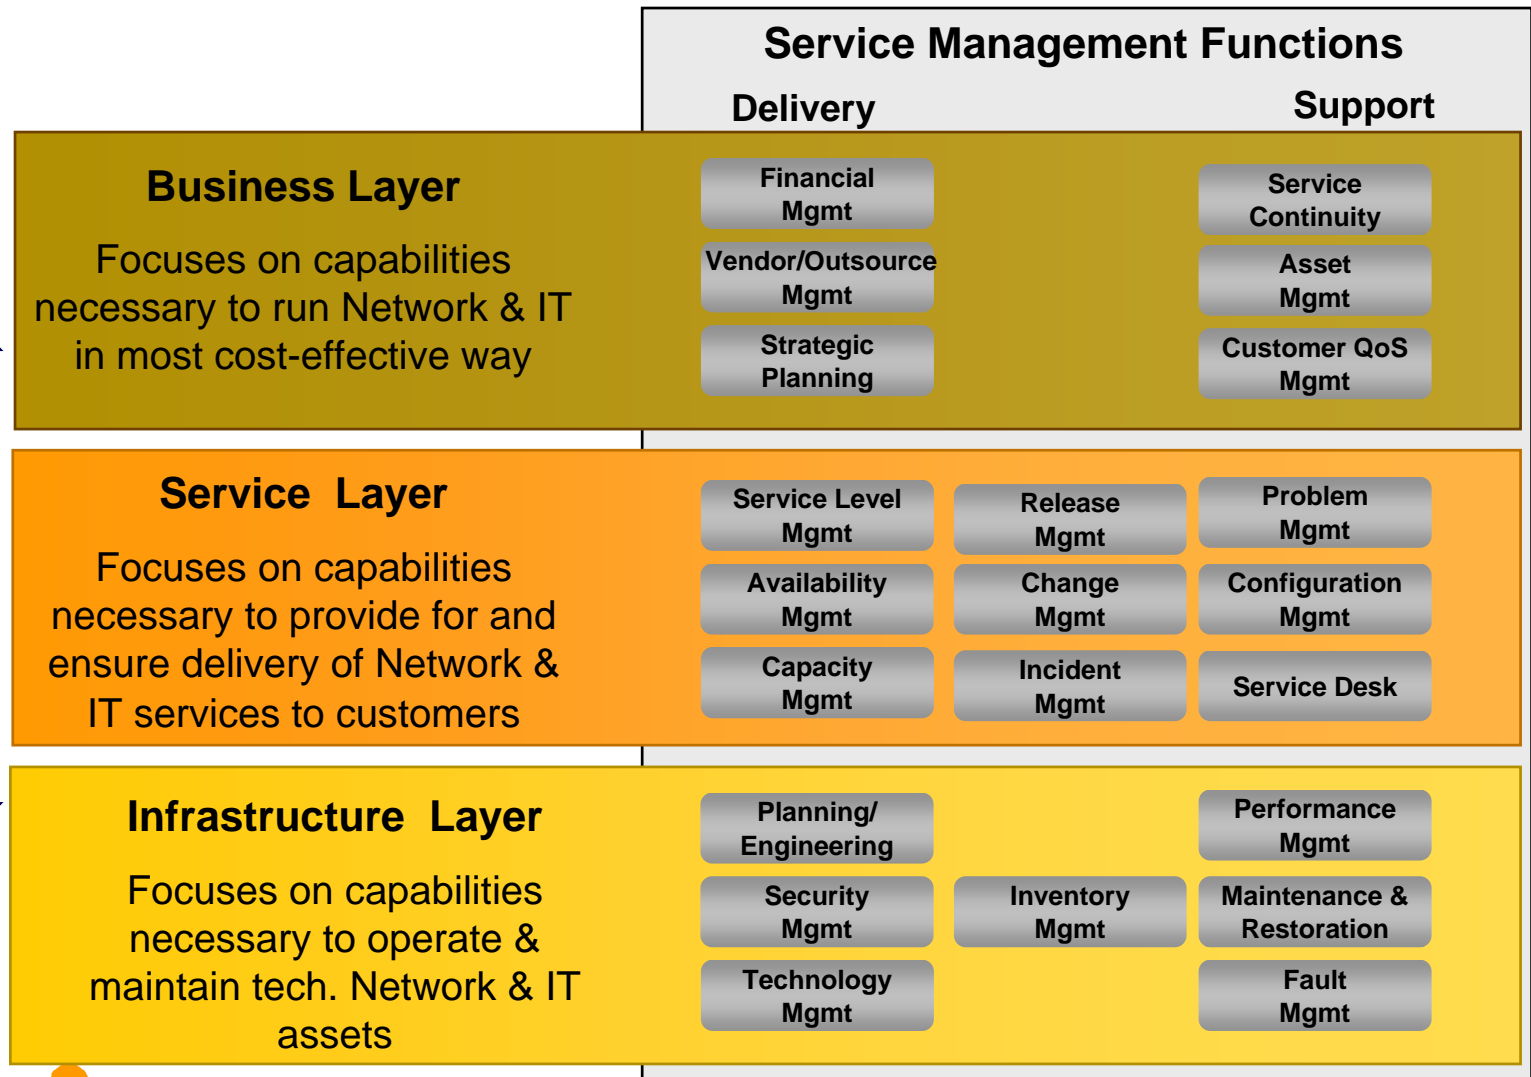 Service Management Functions
Delivery
Support
Business Layer
Focuses on capabilities
necessary to run Network & IT
in most cost-effective way
Financial
Mgmt
Vendor/Outsource
Mgmt
Strategic
Planning
Service
Continuity
Asset
Mgmt
Customer QoS
Mgmt
Service Layer
Focuses on capabilities
necessary to provide for and
ensure delivery of Network &
IT services to customers
Service Level
Mgmt
Availability
Mgmt
Capacity
Mgmt
Release
Mgmt
Change
Mgmt
Incident
Mgmt
Problem
Mgmt
Configuration
Mgmt
Service Desk
Infrastructure Layer
Focuses on capabilities
necessary to operate &
maintain tech. Network & IT
assets
Planning/
Engineering
Security
Mgmt
Technology
Mgmt
Inventory
Mgmt
Performance
Mgmt
Maintenance &
Restoration
Fault
Mgmt